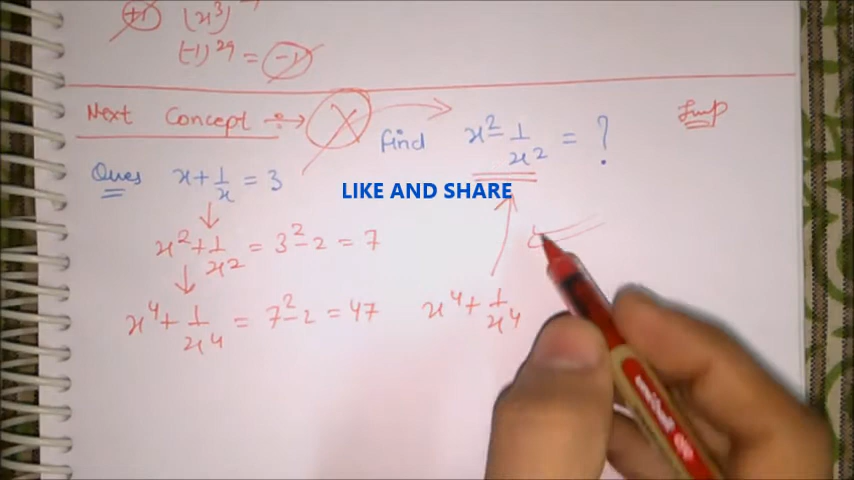 +1 (x³)
(-1)²⁹ = -1
Next Concept :→ Imp
find x² - 1/x² = ?
Ques x + 1/x = 3
LIKE AND SHARE
x² + 1/x² = 3² - 2 = 7
x⁴ + 1/x⁴ = 7² - 2 = 47 x⁴ + 1/x⁴